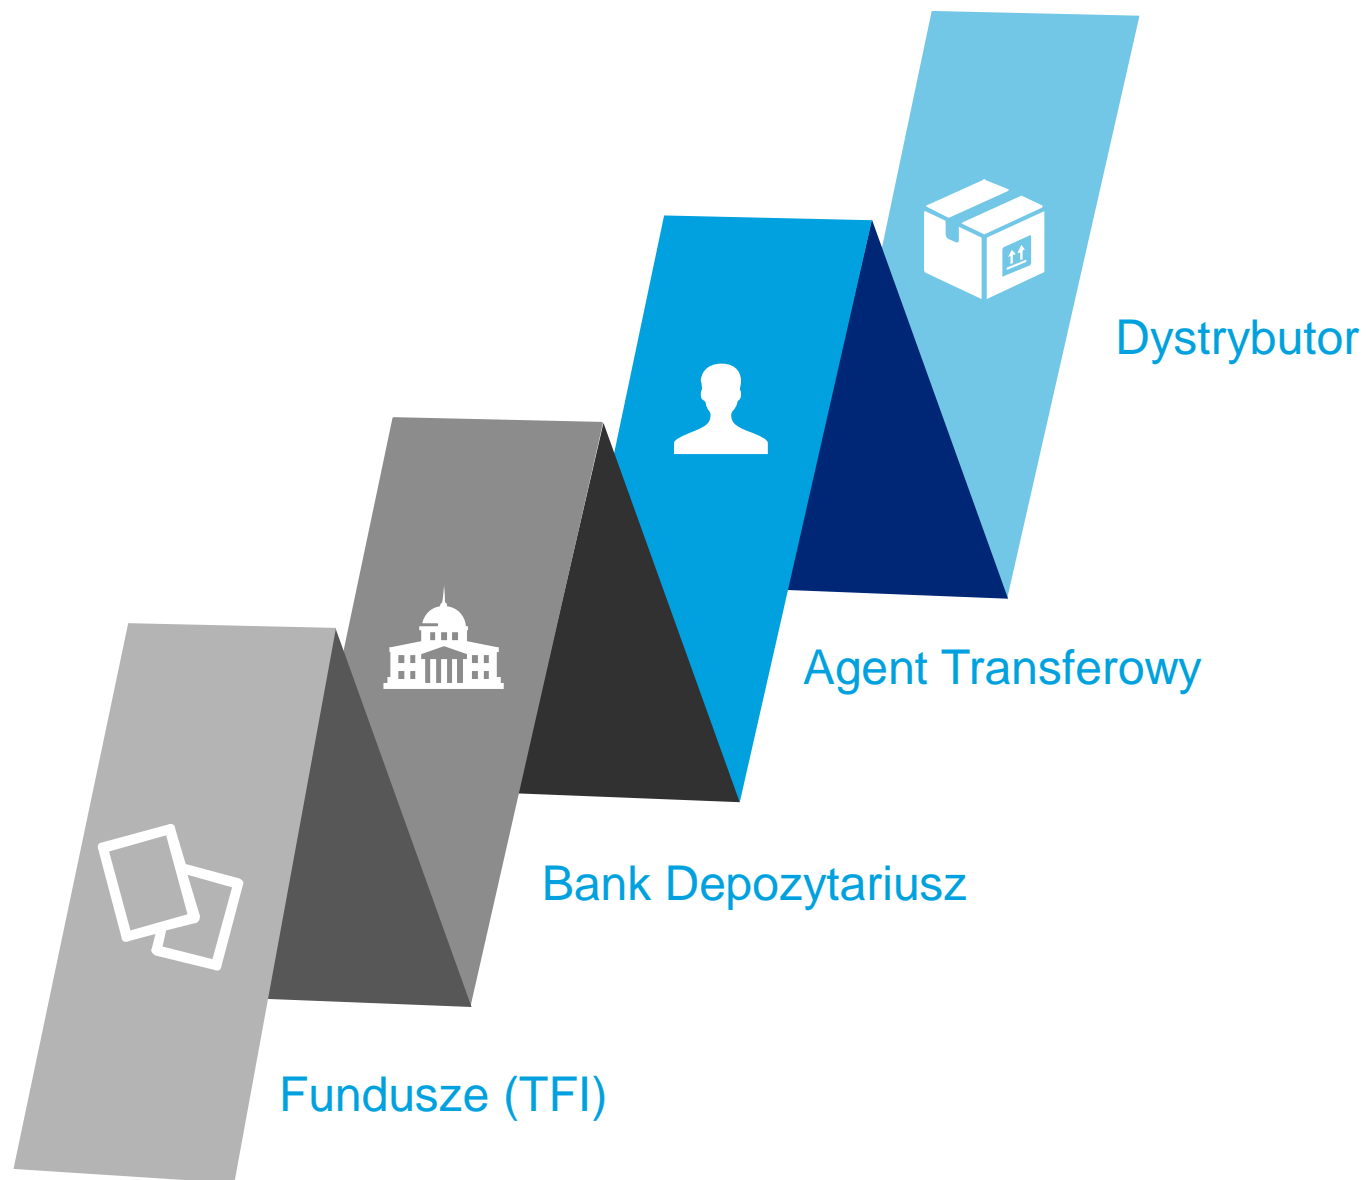 Dystrybutor
Agent Transferowy
Bank Depozytariusz
Fundusze (TFI)